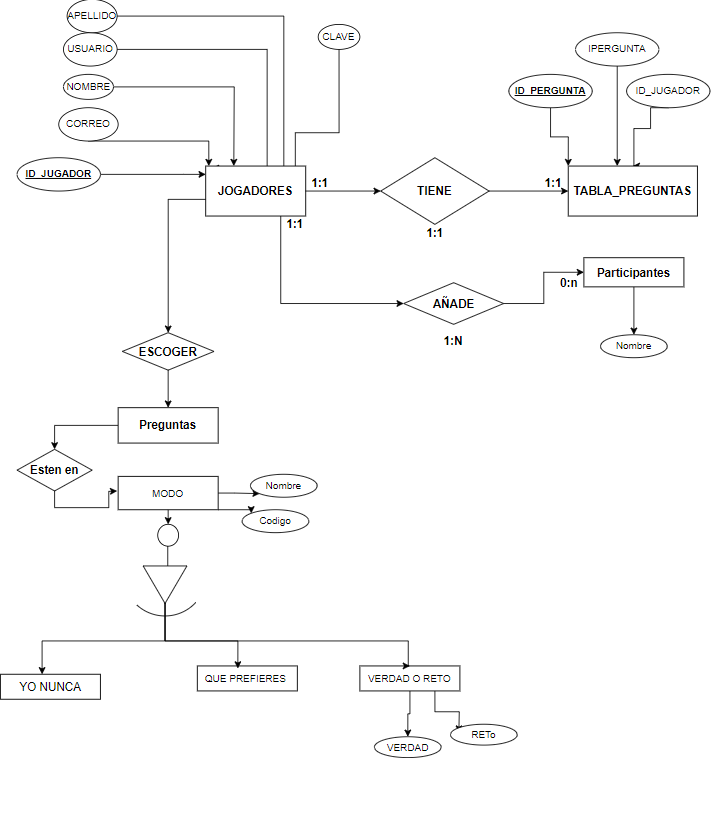 APELLIDO
USUARIO
CLAVE
IPERGUNTA
NOMBRE
ID_PERGUNTA
ID_JUGADOR
CORREO
ID_JUGADOR
JOGADORES
1:1
TIENE
1:1
TABLA_PREGUNTAS
1:1
1:1
Participantes
0:n
AÑADE
1:N
Nombre
ESCOGER
Preguntas
Esten en
MODO
Nombre
Codigo
YO NUNCA
QUE PREFIERES
VERDAD O RETO
VERDAD
RETo